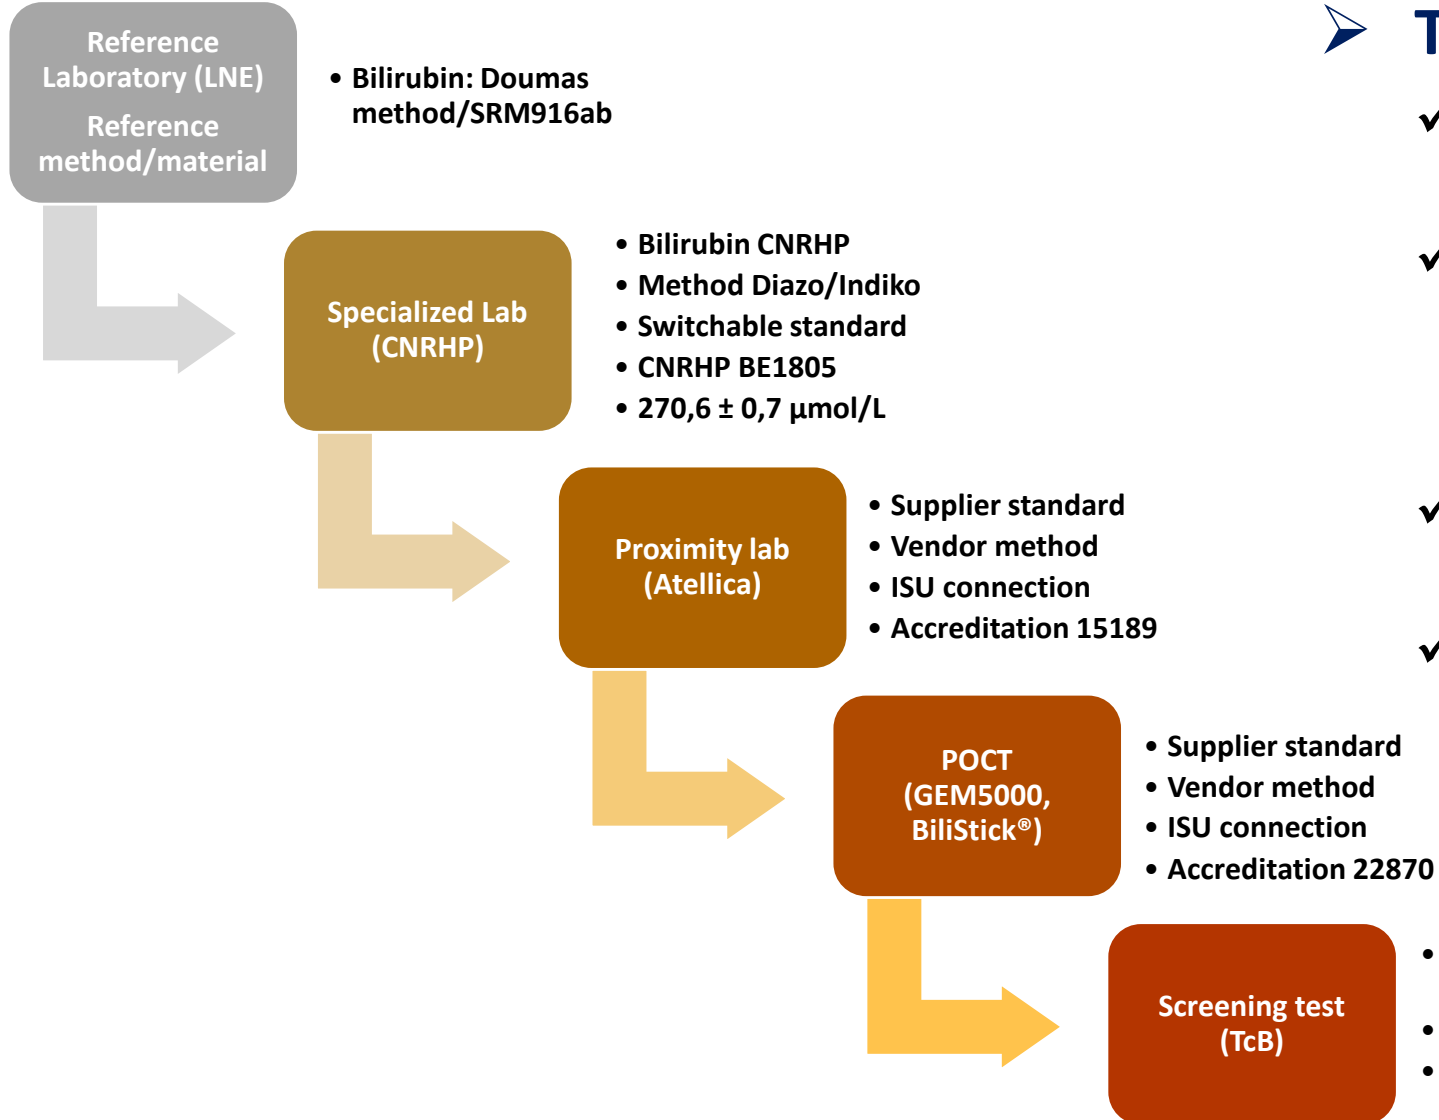 Reference
Laboratory (LNE)
Reference
method/material
• Bilirubin: Doumas
method/SRM916ab
Specialized Lab
(CNRHP)
• Bilirubin CNRHP
• Method Diazo/Indiko
• Switchable standard
• CNRHP BE1805
• 270,6 ± 0,7 µmol/L
Proximity lab
(Atellica)
• Supplier standard
• Vendor method
• ISU connection
• Accreditation 15189
POCT
(GEM5000,
BiliStick®)
• Supplier standard
• Vendor method
• ISU connection
• Accreditation 22870
Screening test
(TcB)